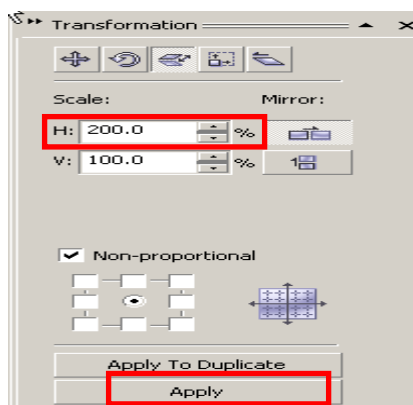 Transformation
Scale: Mirror:
H: 200.0 %
V: 100.0 %
Non-proportional
Apply To Duplicate
Apply